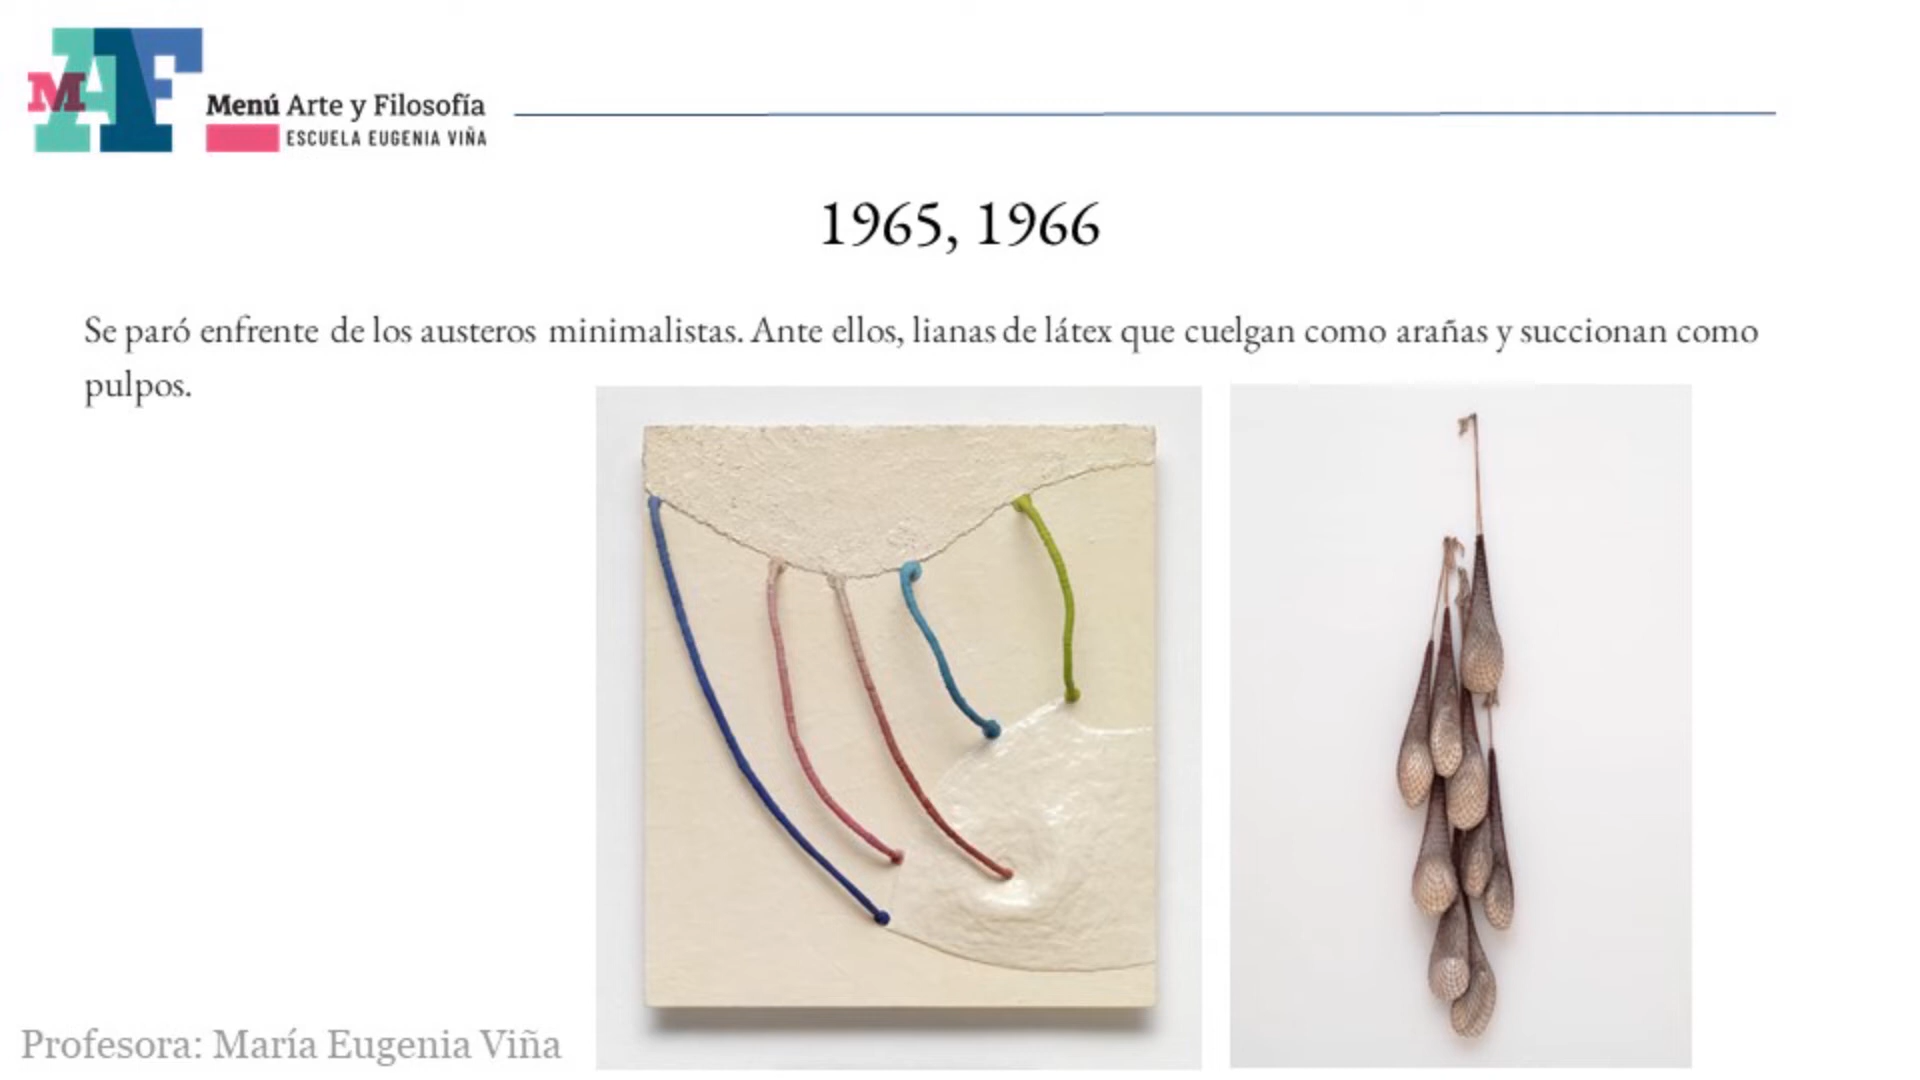 MAF
Menú Arte y Filosofía
ESCUELA EUGENIA VIÑA
1965, 1966
Se paró enfrente de los austeros minimalistas. Ante ellos, lianas de látex que cuelgan como arañas y succionan como
pulpos.
Profesora: María Eugenia Viña